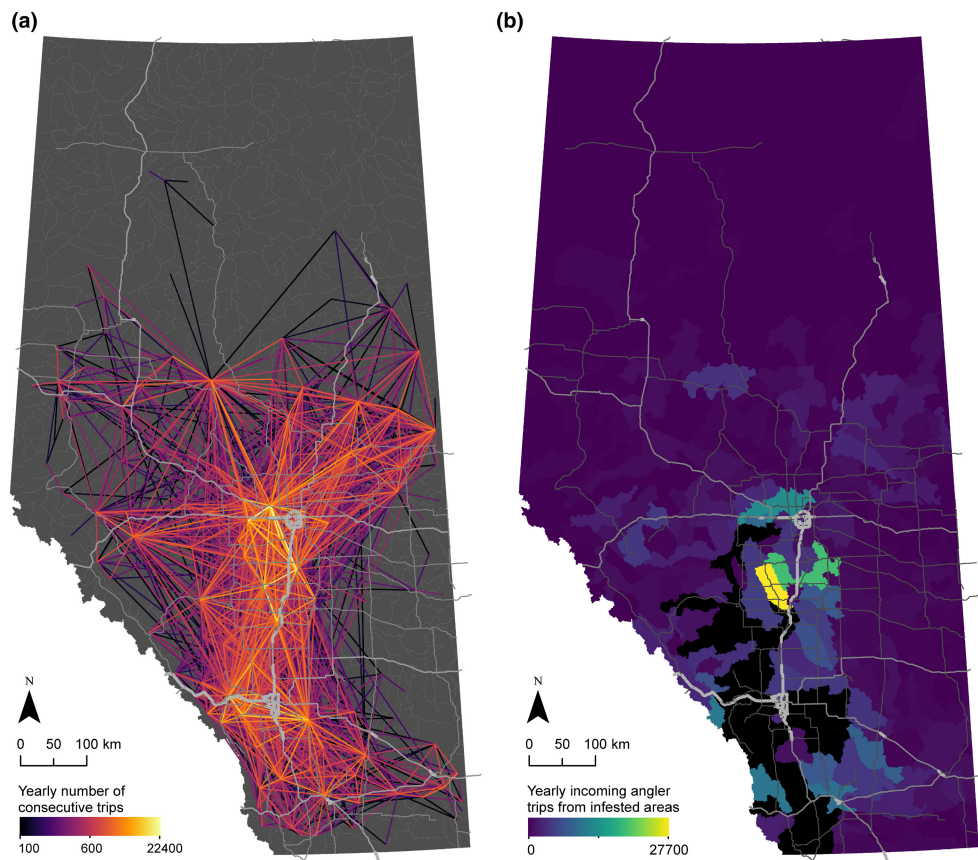 (a)
N
0 50 100 km
Yearly number of
consecutive trips
100 600 22400
(b)
N
0 50 100 km
Yearly incoming angler
trips from infested areas
0 27700